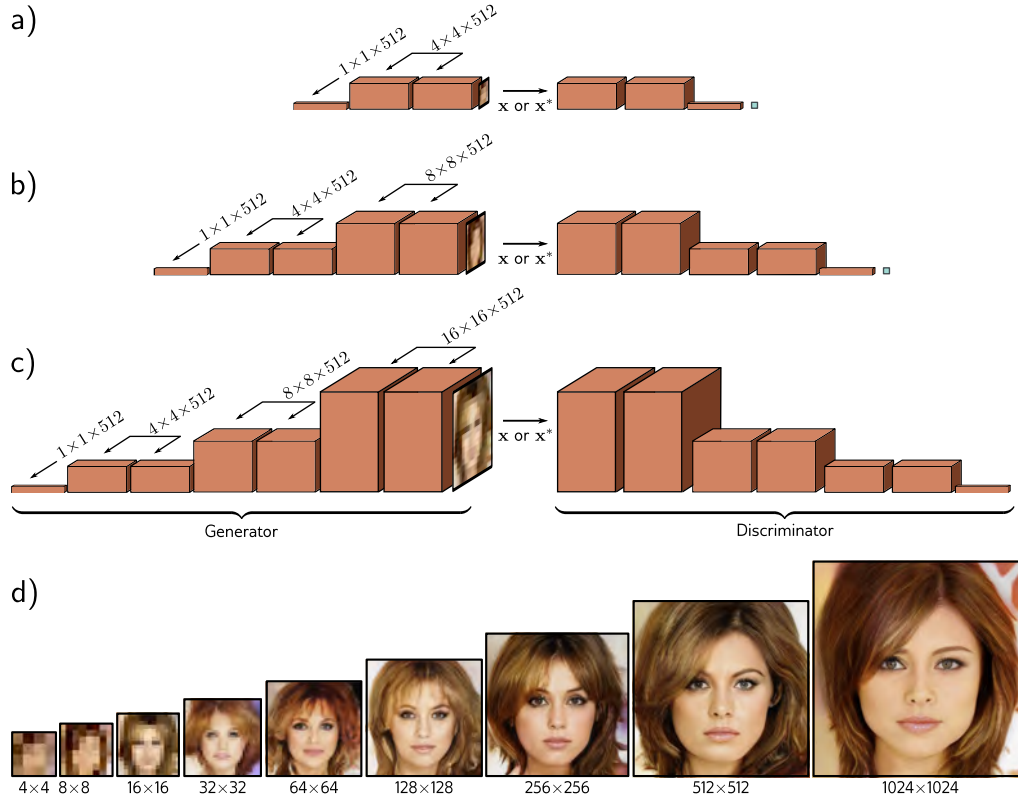 a)
1×1×512
4×4×512
x or x*
b)
1×1×512
4×4×512
8×8×512
x or x*
c)
1×1×512
4×4×512
8×8×512
16×16×512
x or x*
Generator
Discriminator
d)
4×4
8×8
16×16
32×32
64×64
128×128
256×256
512×512
1024×1024